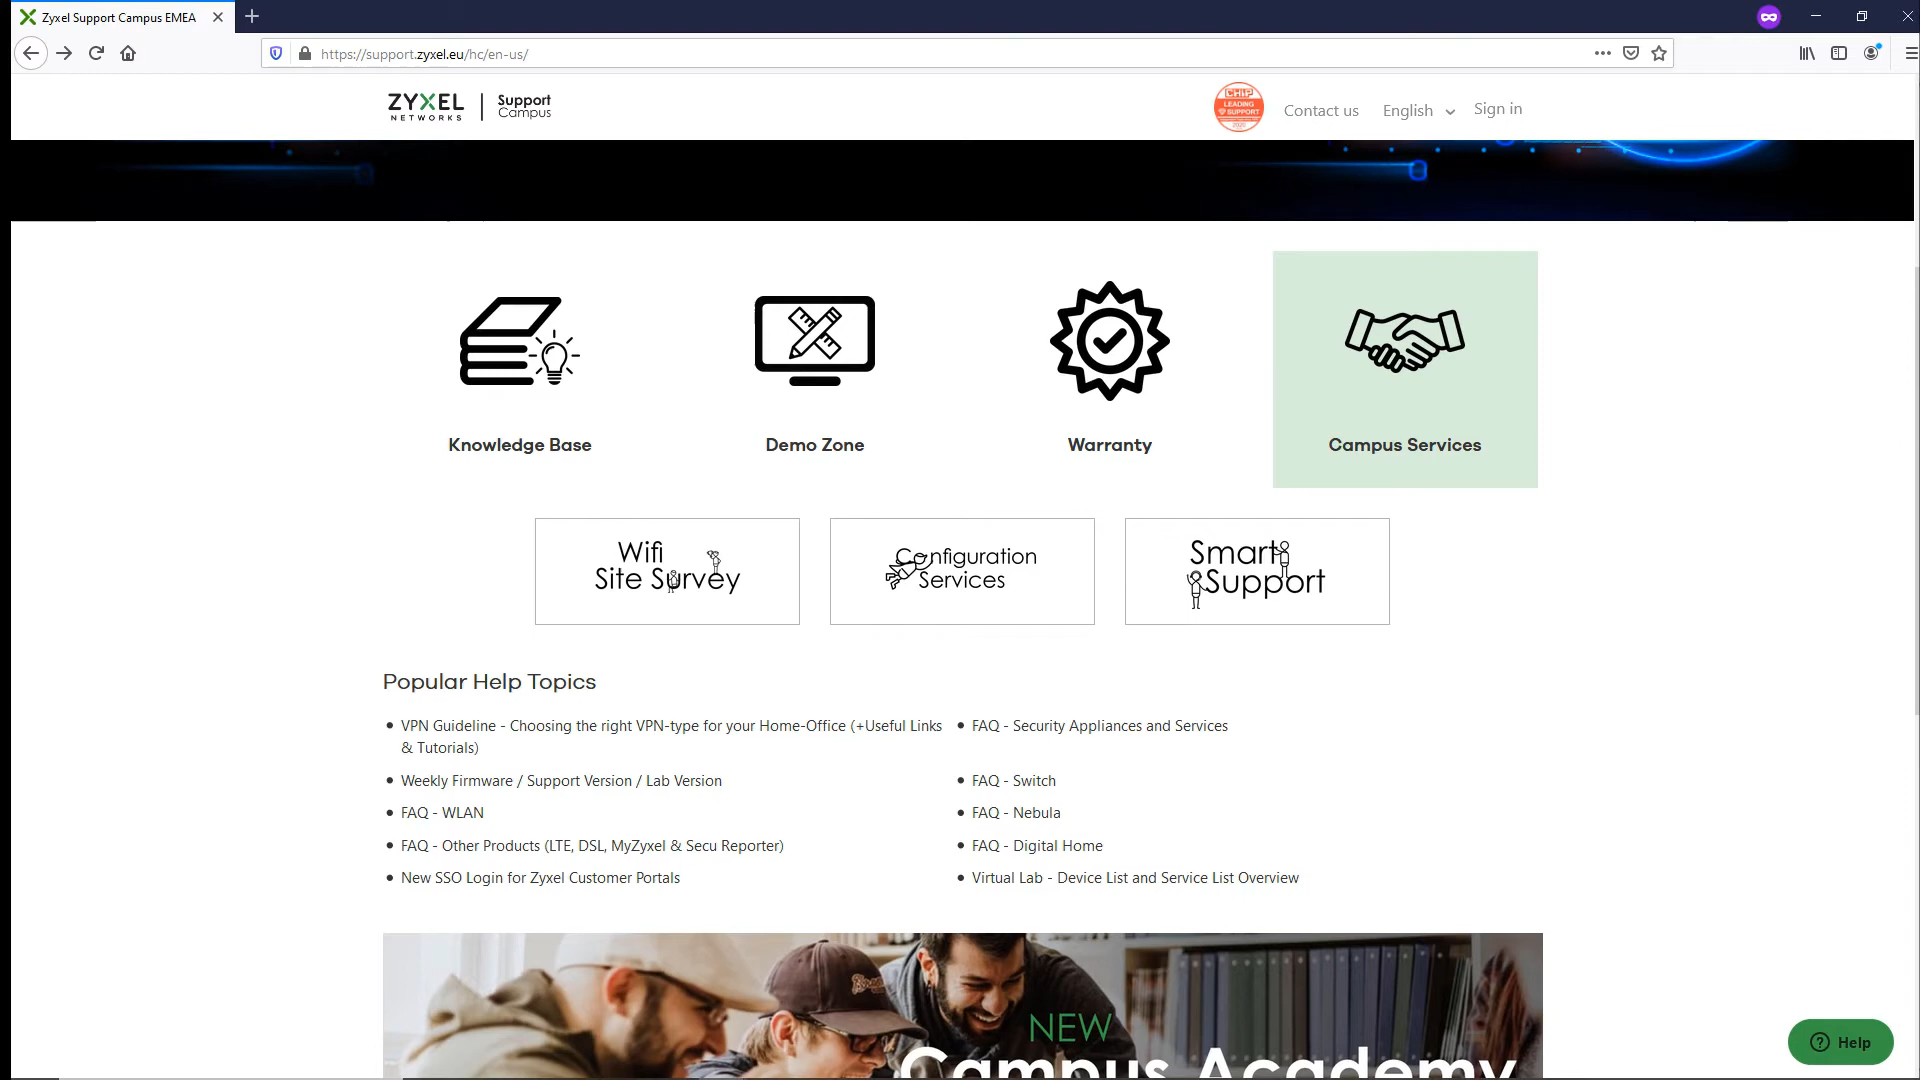 Zyxel Support Campus EMEA
https://support.zyxel.eu/hc/en-us/
ZYXEL
NETWORKS
Support
Campus
CHIP
LEADING
SUPPORT
2020
Contact us
English
Sign in
Knowledge Base
Demo Zone
Warranty
Campus Services
Wifi
Site Survey
Configuration
Services
Smart
Support
Popular Help Topics
VPN Guideline - Choosing the right VPN-type for your Home-Office (+Useful Links
& Tutorials)
FAQ - Security Appliances and Services
Weekly Firmware / Support Version / Lab Version
FAQ - Switch
FAQ - WLAN
FAQ - Nebula
FAQ - Other Products (LTE, DSL, MyZyxel & Secu Reporter)
FAQ - Digital Home
New SSO Login for Zyxel Customer Portals
Virtual Lab - Device List and Service List Overview
NEW
Campus Academy
Help